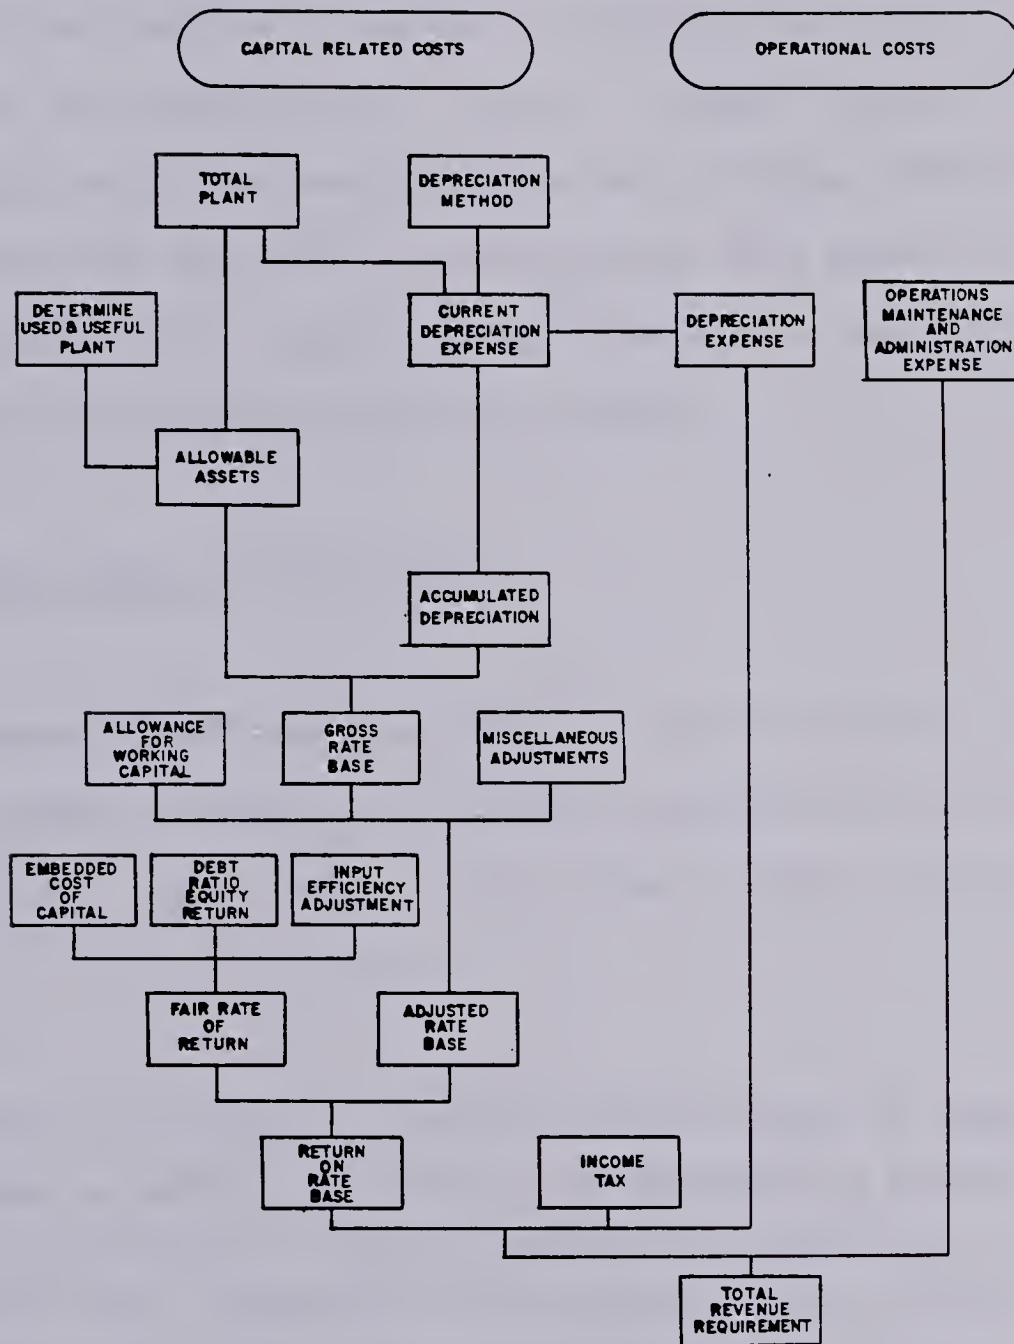 CAPITAL RELATED COSTS
OPERATIONAL COSTS
TOTAL
PLANT
DEPRECIATION
METHOD
DETERMINE
USED & USEFUL
PLANT
CURRENT
DEPRECIATION
EXPENSE
DEPRECIATION
EXPENSE
OPERATIONS
MAINTENANCE
AND
ADMINISTRATION
EXPENSE
ALLOWABLE
ASSETS
ACCUMULATED
DEPRECIATION
ALLOWANCE
FOR
WORKING
CAPITAL
GROSS
RATE
BASE
MISCELLANEOUS
ADJUSTMENTS
EMBEDDED
COST
OF
CAPITAL
DEBT
RATIO
EQUITY
RETURN
INPUT
EFFICIENCY
ADJUSTMENT
FAIR RATE
OF
RETURN
ADJUSTED
RATE
BASE
RETURN
ON
RATE
BASE
INCOME
TAX
TOTAL
REVENUE
REQUIREMENT